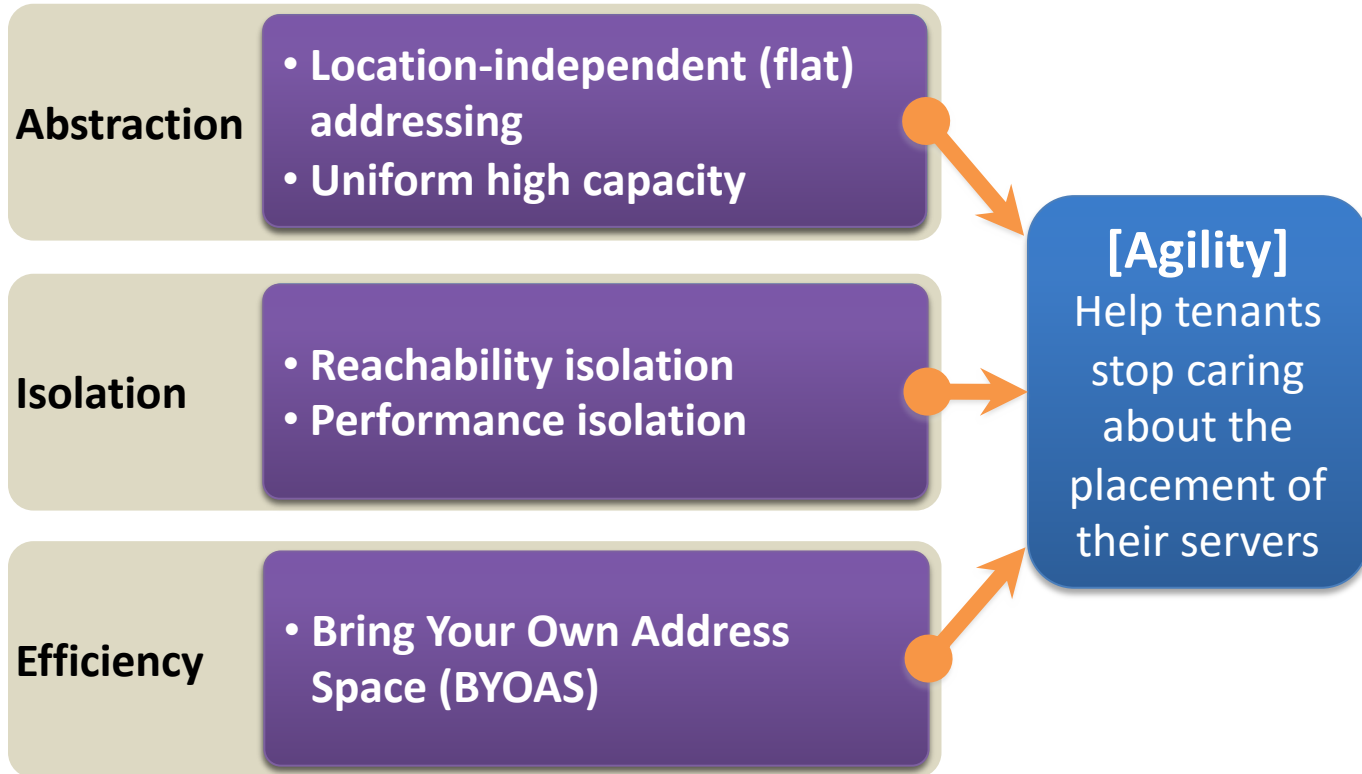 Abstraction
• Location-independent (flat)
addressing
• Uniform high capacity
Isolation
• Reachability isolation
• Performance isolation
Efficiency
• Bring Your Own Address
Space (BYOAS)
[Agility]
Help tenants
stop caring
about the
placement of
their servers